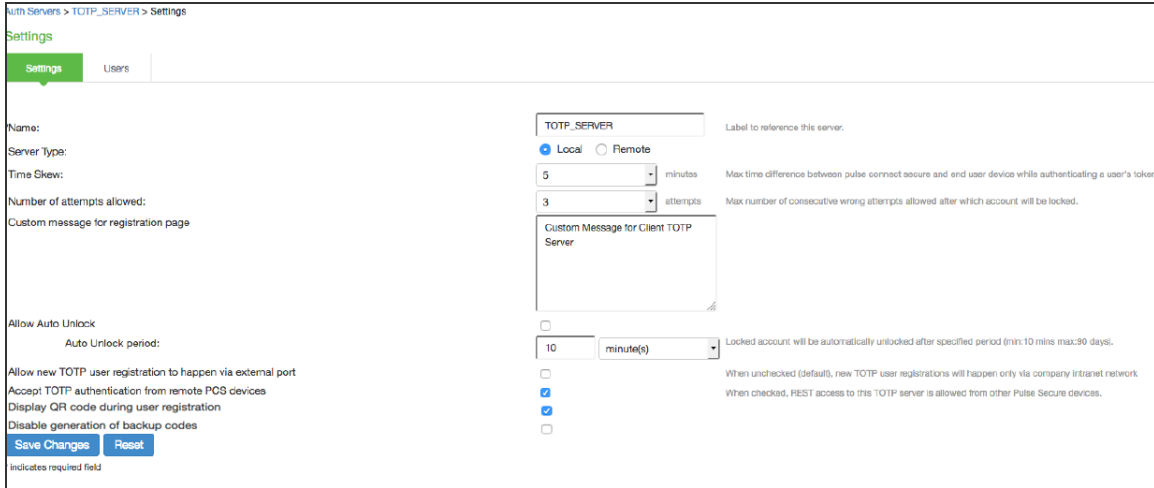 Auth Servers > TOTP_SERVER > Settings
Settings
Settings Users
*Name: TOTP_SERVER Label to reference this server.
Server Type: Local Remote
Time Skew: 5 minutes Max time difference between pulse connect secure and end user device while authenticating a user's token
Number of attempts allowed: 3 attempts Max number of consecutive wrong attempts allowed after which account will be locked.
Custom message for registration page Custom Message for Client TOTP
Server
Allow Auto Unlock
Auto Unlock period: 10 minute(s) Locked account will be automatically unlocked after specified period (min:10 mins max:90 days).
Allow new TOTP user registration to happen via external port When unchecked (default), new TOTP user registrations will happen only via company intranet network
Accept TOTP authentication from remote PCS devices When checked, REST access to this TOTP server is allowed from other Pulse Secure devices.
Display QR code during user registration
Disable generation of backup codes
Save Changes Reset
* indicates required field